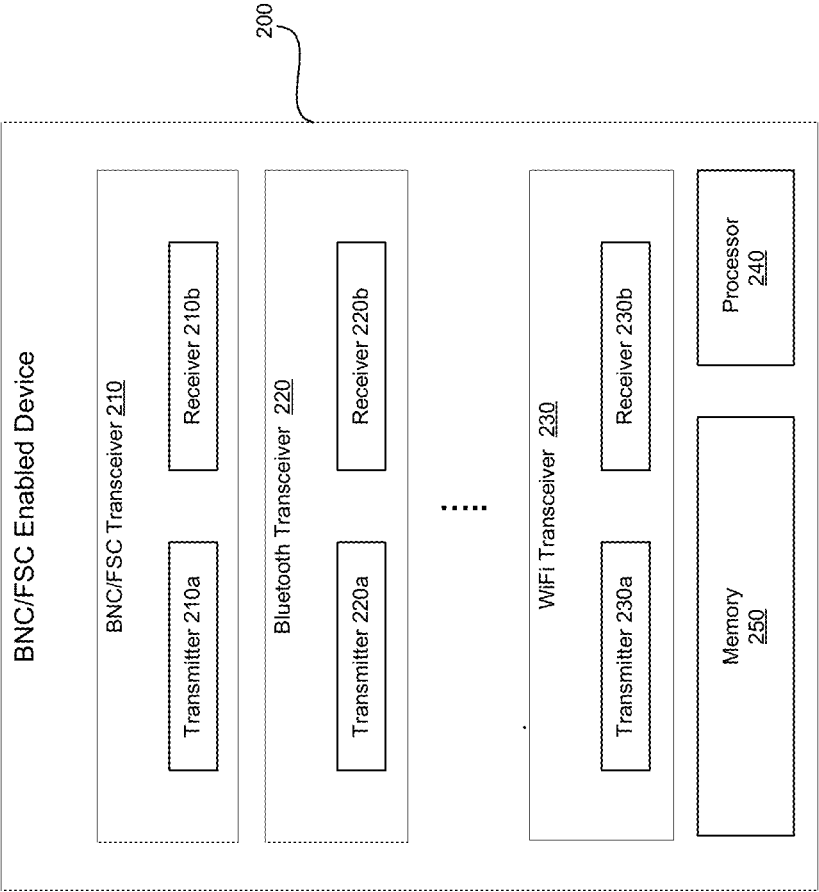 BNC/FSC Enabled Device
200
BNC/FSC Transceiver 210
Transmitter 210a
Receiver 210b
Bluetooth Transceiver 220
Transmitter 220a
Receiver 220b
......
WiFi Transceiver 230
Transmitter 230a
Receiver 230b
Memory
250
Processor
240